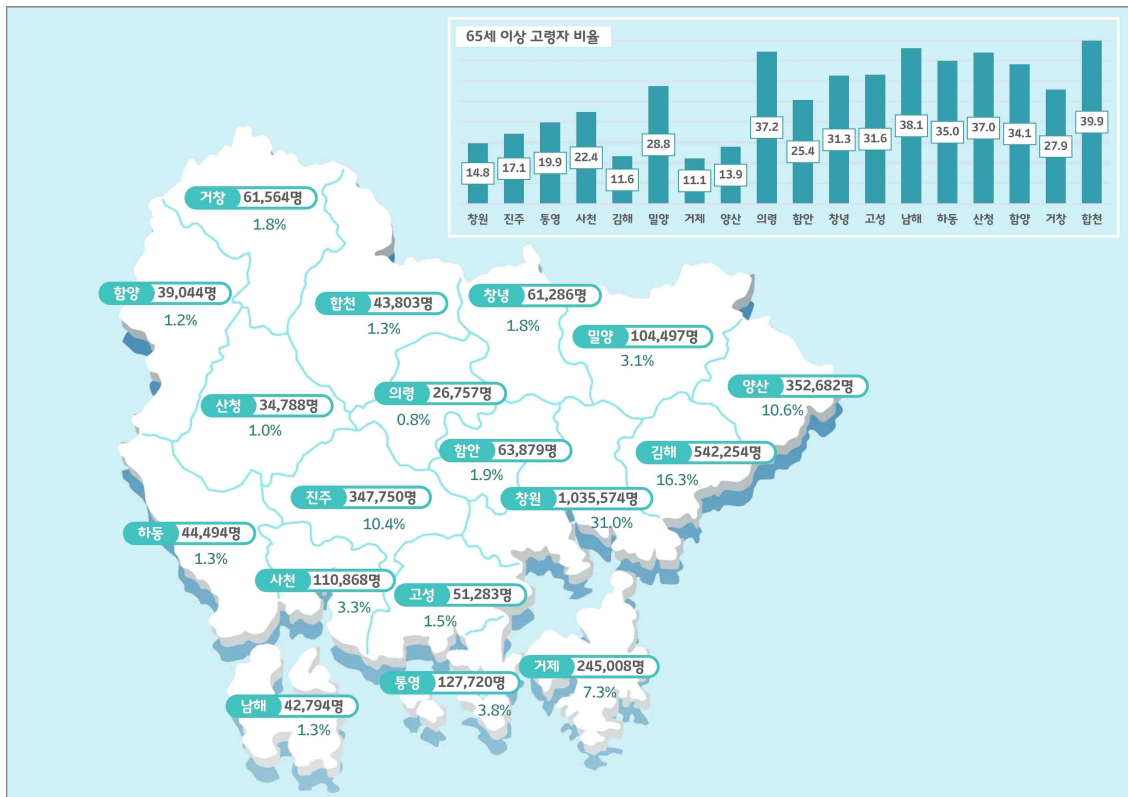 65세 이상 고령자 비율
14.8 17.1 19.9 22.4 11.6 28.8 11.1 13.9 37.2 25.4 31.3 31.6 38.1 35.0 37.0 34.1 27.9 39.9
창원 진주 통영 사천 김해 밀양 거제 양산 의령 함안 창녕 고성 남해 하동 산청 함양 거창 합천
거창 61,564명
1.8%
함양 39,044명
1.2%
합천 43,803명
1.3%
창녕 61,286명
1.8%
밀양 104,497명
3.1%
양산 352,682명
10.6%
산청 34,788명
1.0%
의령 26,757명
0.8%
함안 63,879명
1.9%
김해 542,254명
16.3%
진주 347,750명
10.4%
창원 1,035,574명
31.0%
하동 44,494명
1.3%
사천 110,868명
3.3%
고성 51,283명
1.5%
거제 245,008명
7.3%
통영 127,720명
3.8%
남해 42,794명
1.3%